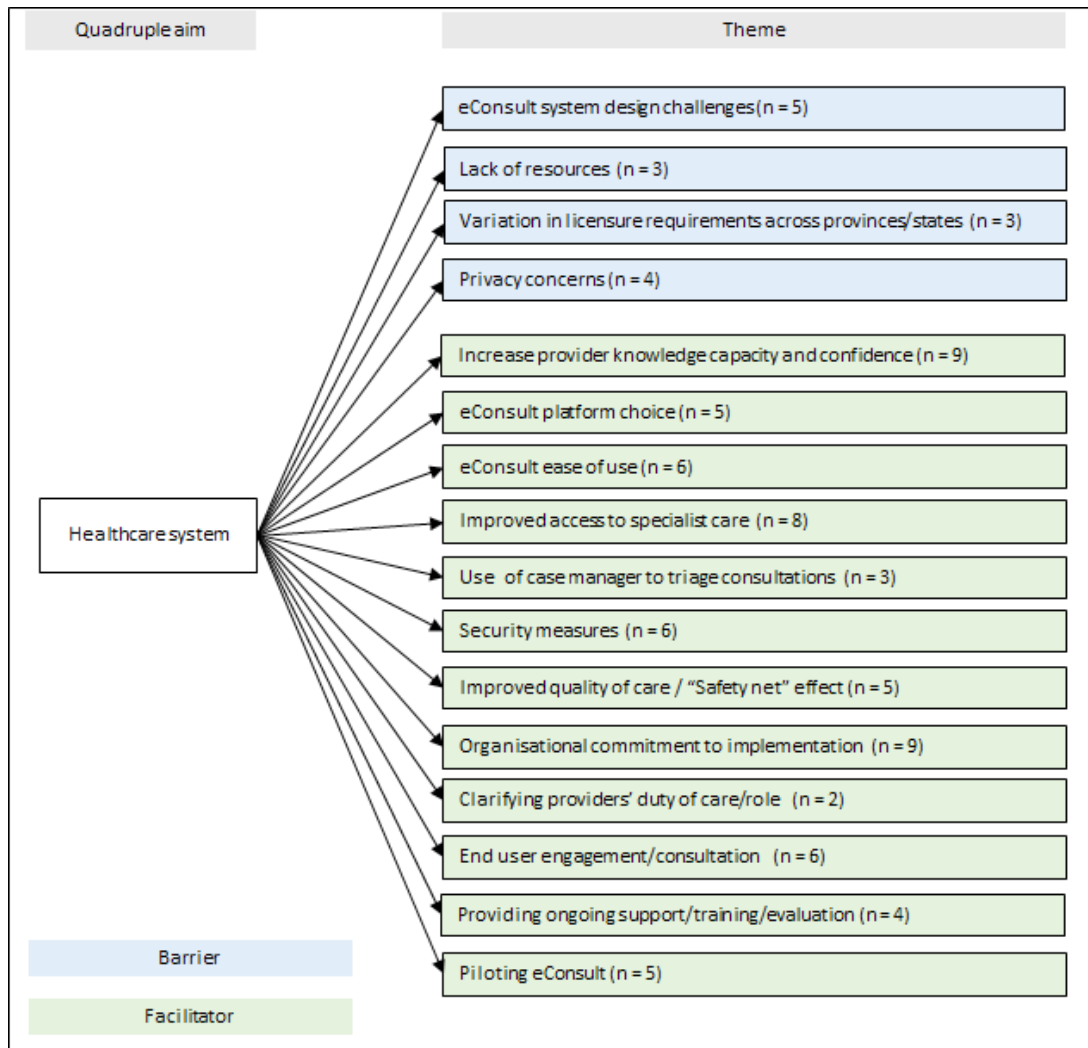 Quadruple aim
Theme
eConsult system design challenges (n = 5)
Lack of resources (n = 3)
Variation in licensure requirements across provinces/states (n = 3)
Privacy concerns (n = 4)
Increase provider knowledge capacity and confidence (n = 9)
eConsult platform choice (n = 5)
eConsult ease of use (n = 6)
Improved access to specialist care (n = 8)
Healthcare system
Use of case manager to triage consultations (n = 3)
Security measures (n = 6)
Improved quality of care / “Safety net” effect (n = 5)
Organisational commitment to implementation (n = 9)
Clarifying providers’ duty of care/role (n = 2)
End user engagement/consultation (n = 6)
Providing ongoing support/training/evaluation (n = 4)
Barrier
Piloting eConsult (n = 5)
Facilitator